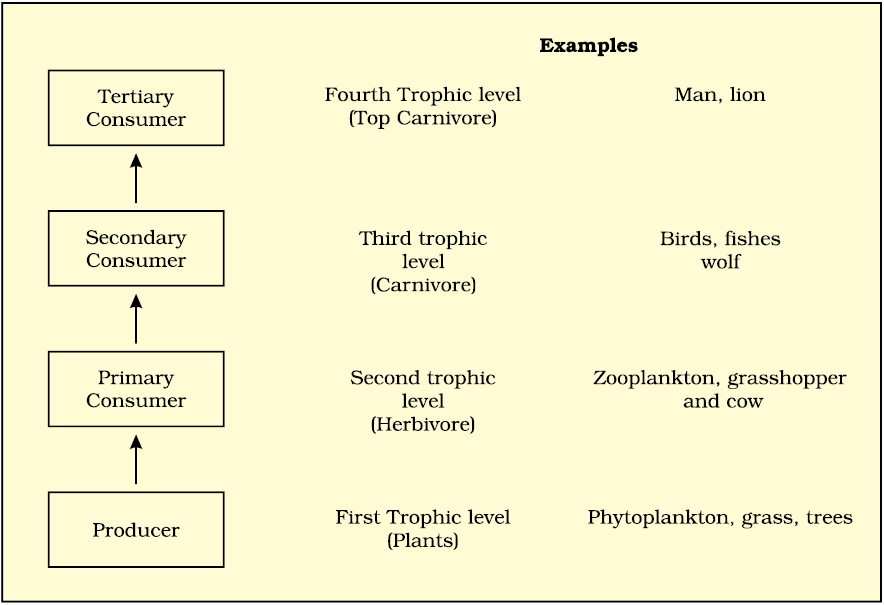 Examples
Tertiary
Consumer
Fourth Trophic level
(Top Carnivore)
Man, lion
Secondary
Consumer
Third trophic
level
(Carnivore)
Birds, fishes
wolf
Primary
Consumer
Second trophic
level
(Herbivore)
Zooplankton, grasshopper
and cow
Producer
First Trophic level
(Plants)
Phytoplankton, grass, trees